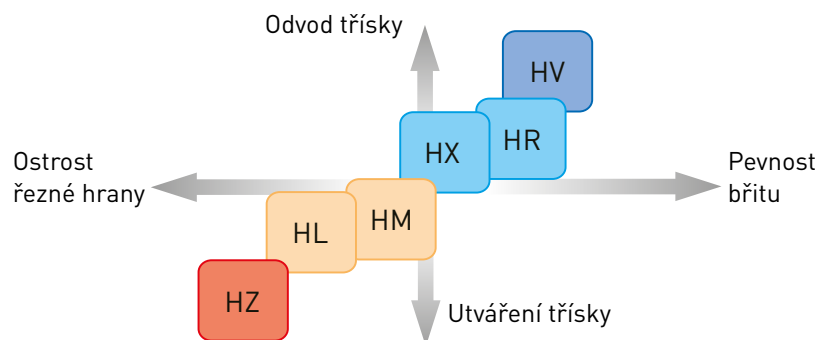 Odvod třísky
HV
HR
HX
Ostrost
řezné hrany
Pevnost
břitu
HM
HL
HZ
Utváření třísky